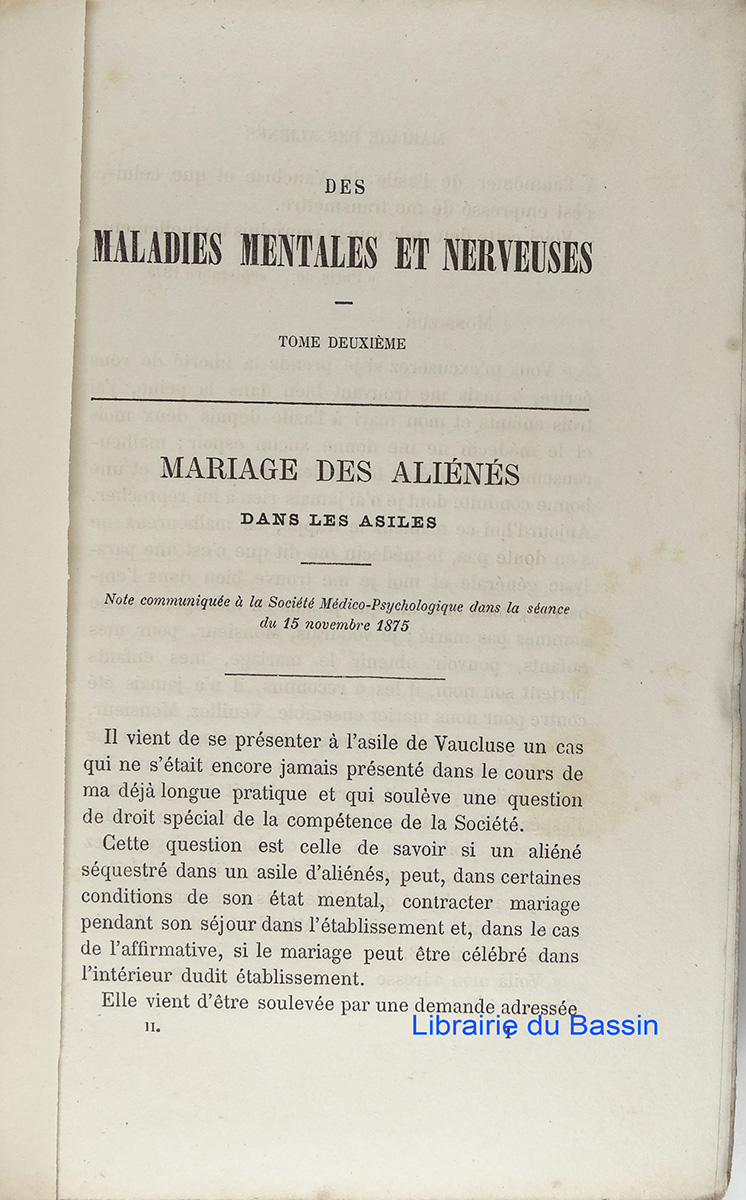 DES
MALADIES MENTALES ET NERVEUSES
TOME DEUXIÈME
MARIAGE DES ALIÉNÉS
DANS LES ASILES
Note communiquée à la Société Médico-Psychologique dans la séance
du 15 novembre 1875
Il vient de se présenter à l'asile de Vaucluse un cas
qui ne s'était encore jamais présenté dans le cours de
ma déjà longue pratique et qui soulève une question
de droit spécial de la compétence de la Société.
Cette question est celle de savoir si un aliéné
séquestré dans un asile d'aliénés, peut, dans certaines
conditions de son état mental, contracter mariage
pendant son séjour dans l'établissement et, dans le cas
de l'affirmative, si le mariage peut être célébré dans
l'intérieur dudit établissement.
Elle vient d'être soulevée par une demande adressée
II.
Librairie du Bassin